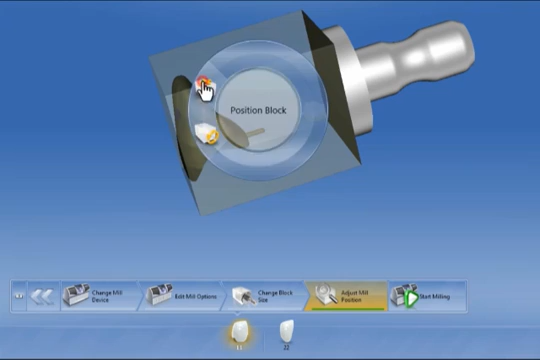 Position Block
Change Mill
Device
Edit Mill Options
Change Block
Size
Adjust Mill
Position
Start Milling